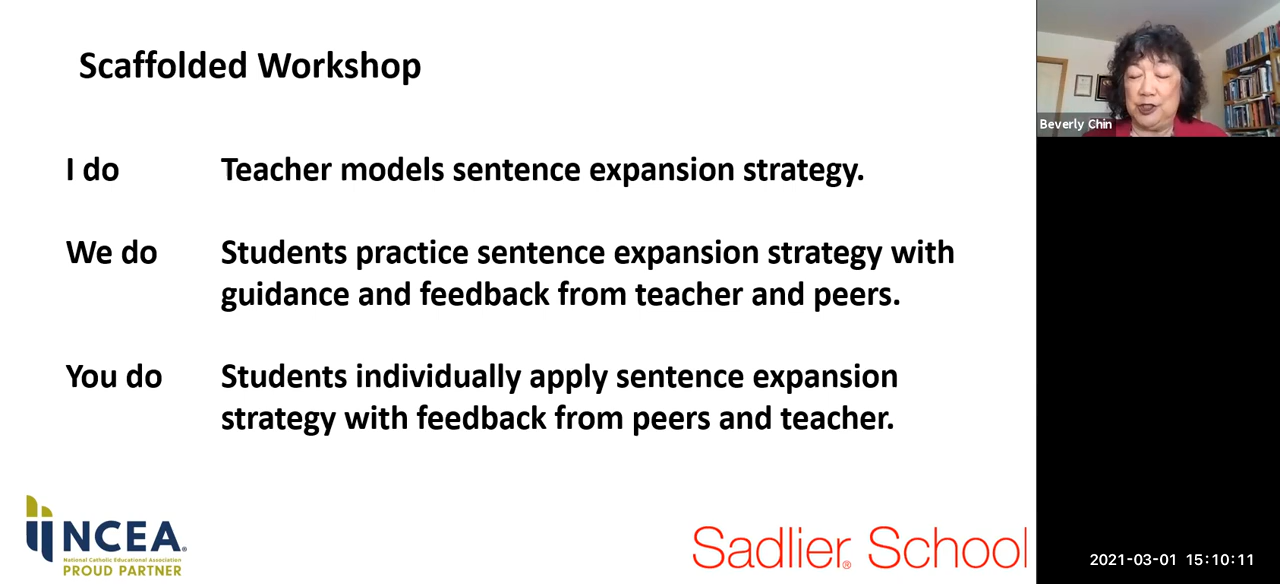 Scaffolded Workshop
I do Teacher models sentence expansion strategy.
We do Students practice sentence expansion strategy with
guidance and feedback from teacher and peers.
You do Students individually apply sentence expansion
strategy with feedback from peers and teacher.
NCEA®
National Catholic Educational Association
PROUD PARTNER
Sadlier® School
Beverly Chin
2021-03-01 15:10:11